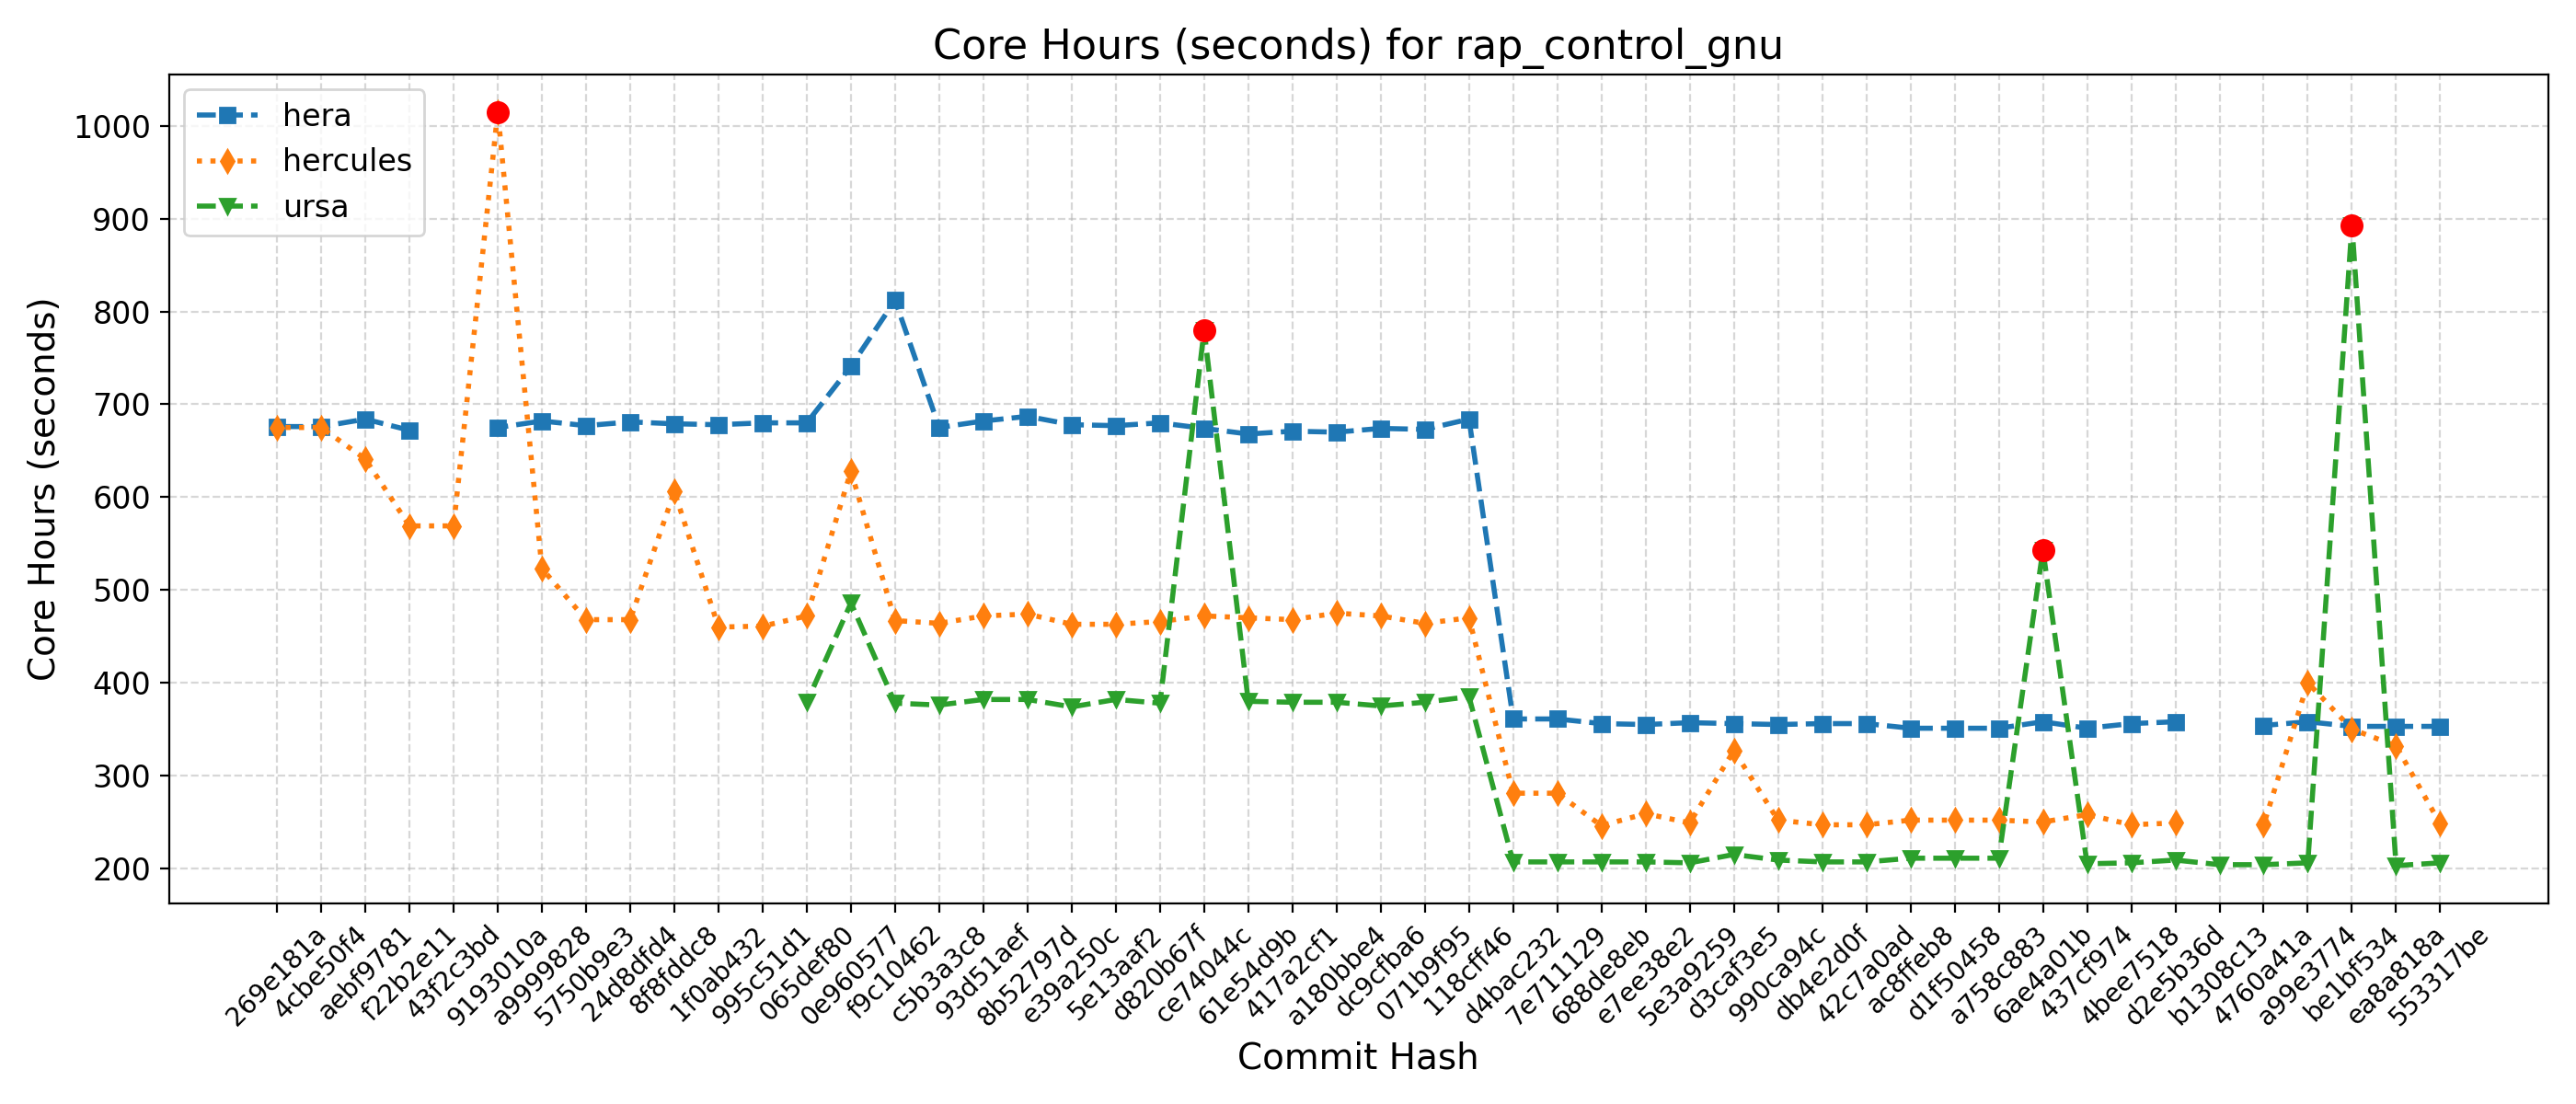 Core Hours (seconds) for rap_control_gnu
hera
hercules
ursa
Core Hours (seconds)
1000
900
800
700
600
500
400
300
200
269e181a
4cbe50f4
aebf9781
f22b2e11
43f2c3bd
9193010a
a9999828
5750b9e3
24d8dfd4
8f8fddc8
1f0ab432
995c51d1
065def80
0e960577
f9c10462
c5b3a3c8
93d51aef
8b52797d
e39a250c
5e13aaf2
d820b67f
ce74044c
61e54d9b
417a2cf1
a180bbe4
dc9cfba6
071b9f95
118cff46
d4bac232
7e711129
688de8eb
e7ee38e2
5e3a9259
d3caf3e5
990ca94c
db4e2d0f
42c7a0ad
ac8ffeb8
d1f50458
a758c883
6ae4a01b
437cf974
4bee7518
d2e5b36d
b1308c13
4760a41a
a99e3774
be1bf534
ea8a818a
553317be
Commit Hash